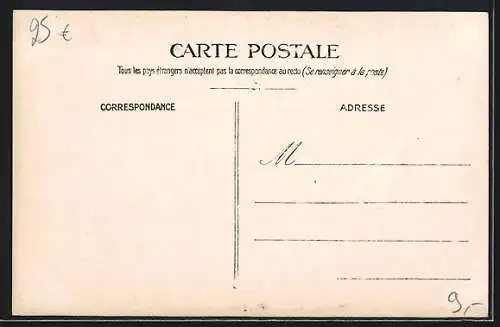 25 €
CARTE POSTALE
Tous les pays étrangers n'acceptent pas la correspondance au recto (Se renseigner à la poste)
CORRESPONDANCE
ADRESSE
M
9,-